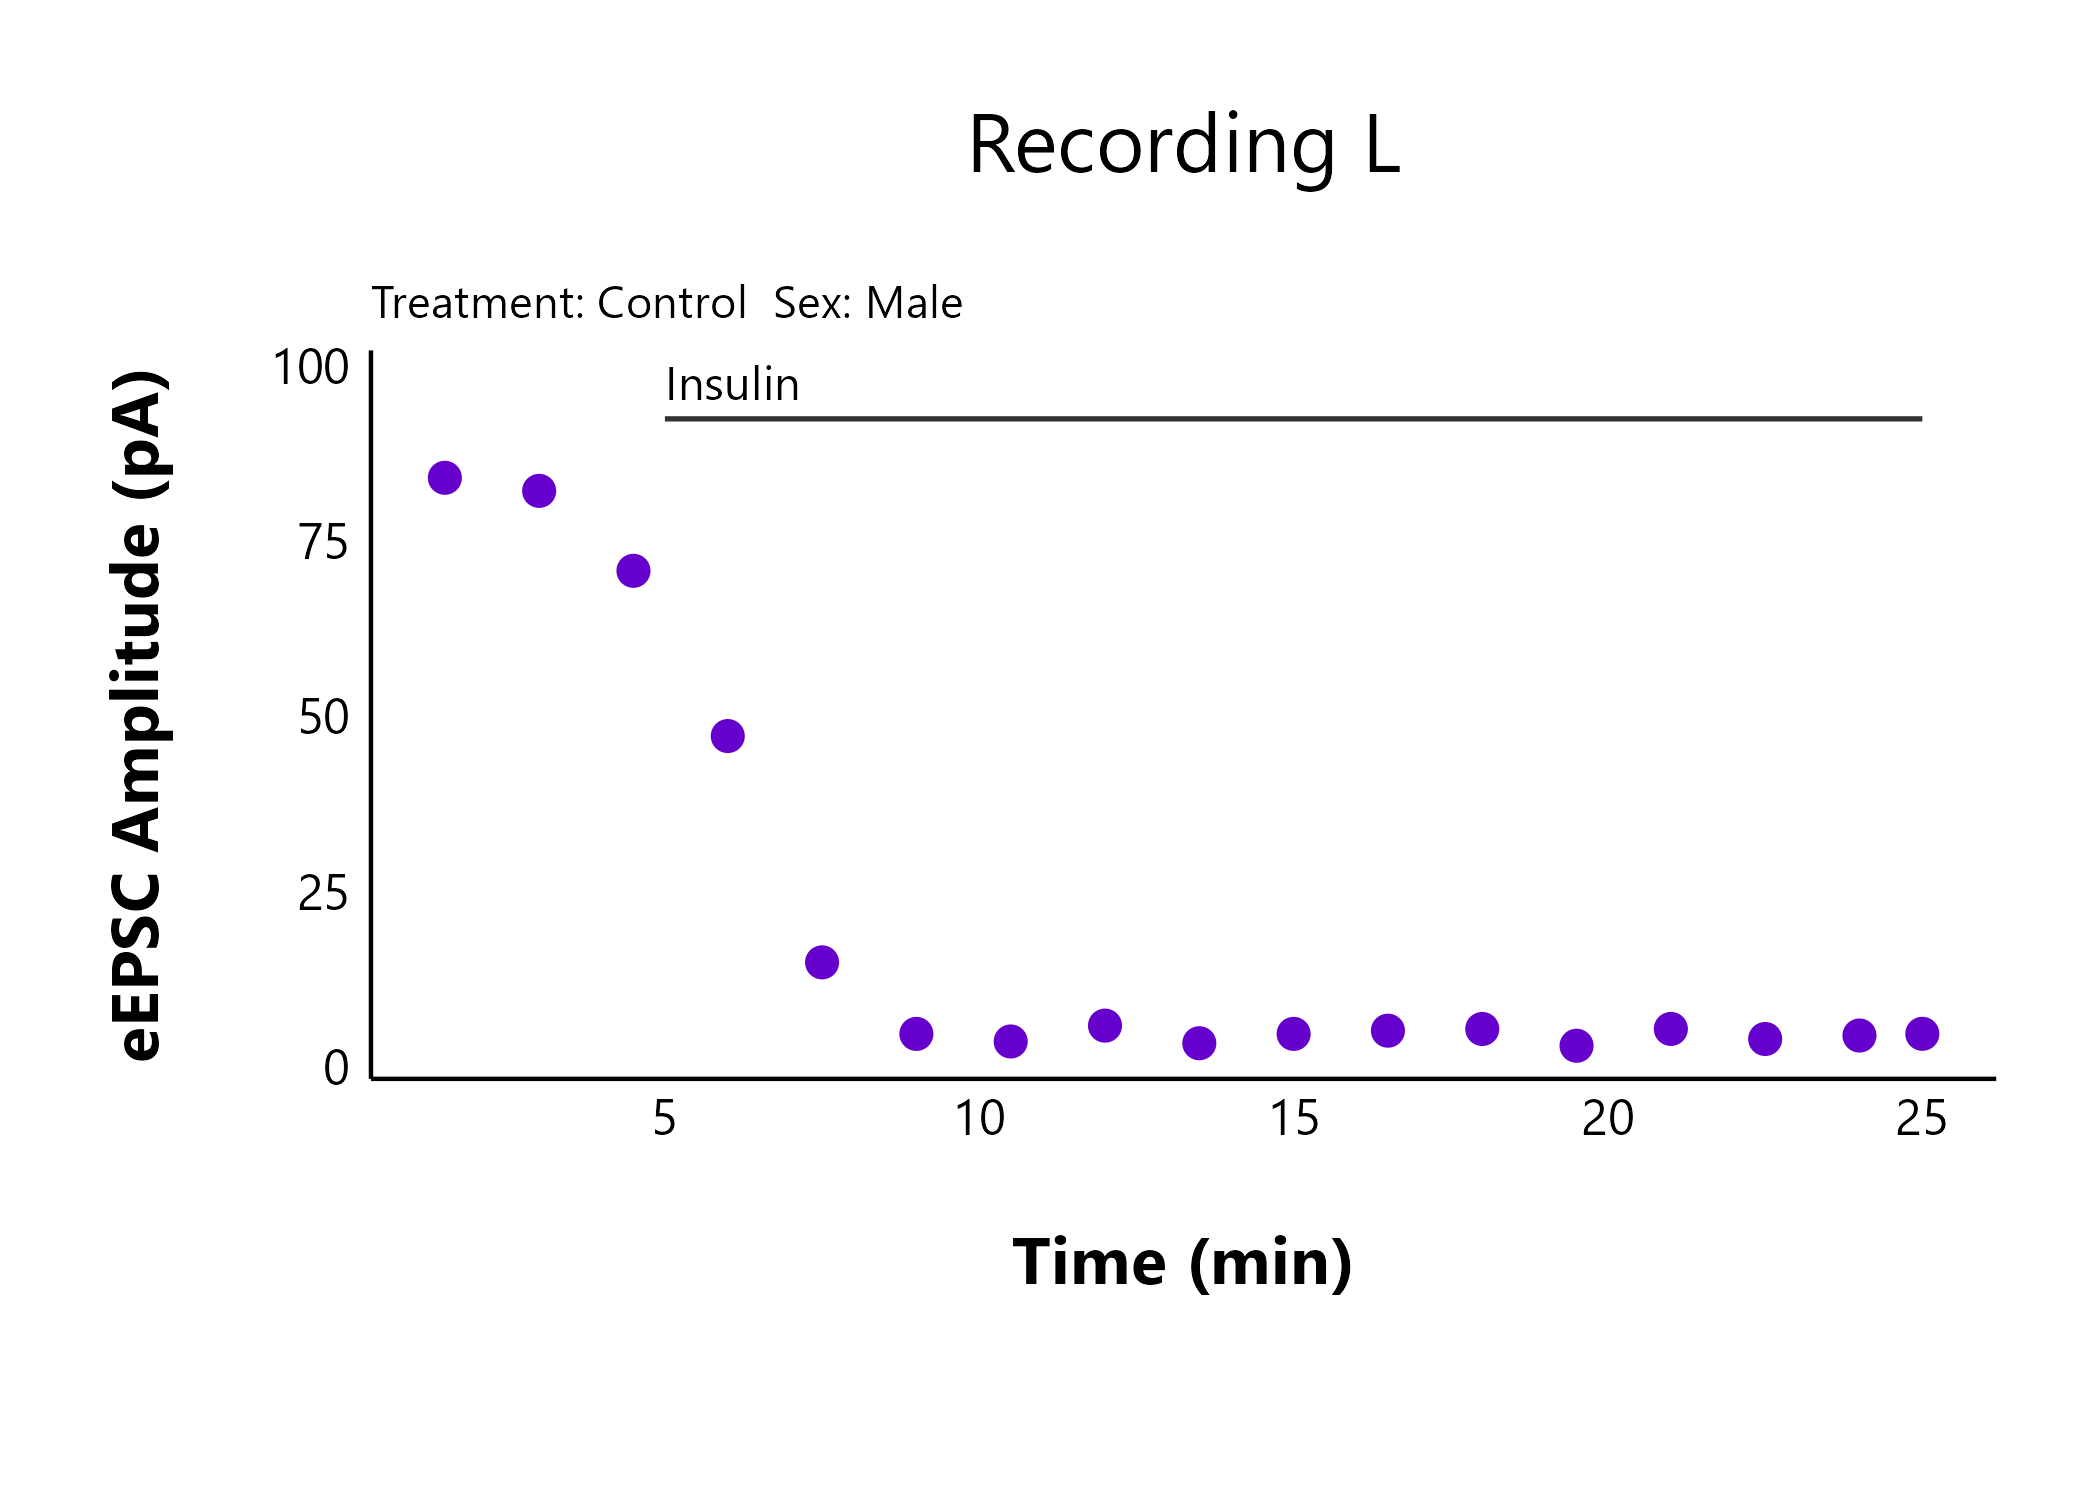 Recording L
Treatment: Control  Sex: Male
Insulin
eEPSC Amplitude (pA)
100
75
50
25
0
5 10 15 20 25
Time (min)